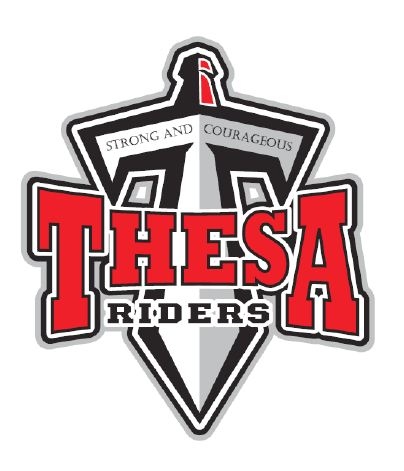 STRONG AND COURAGEOUS
THESA
RIDERS